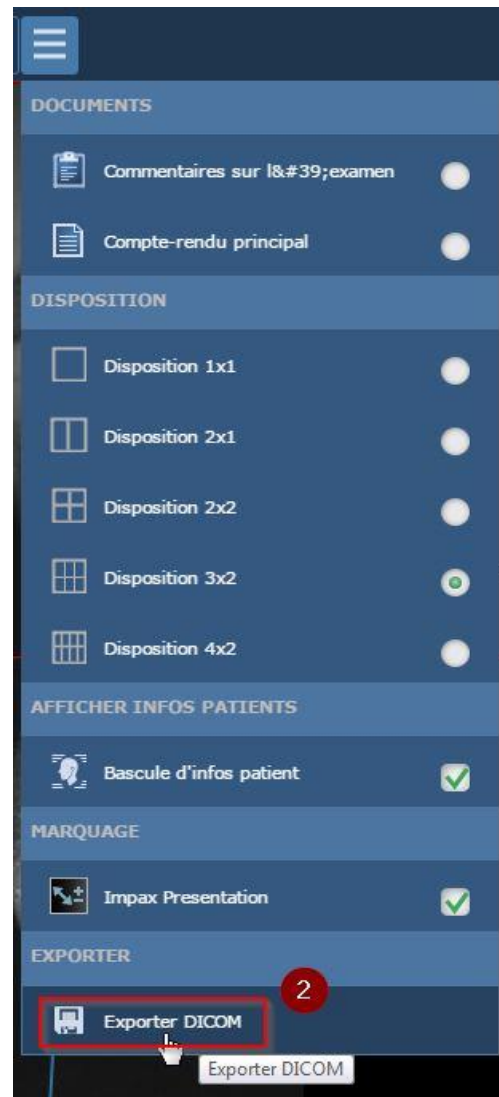 DOCUMENTS
Commentaires sur l&#39;examen
Compte-rendu principal
DISPOSITION
Disposition 1x1
Disposition 2x1
Disposition 2x2
Disposition 3x2
Disposition 4x2
AFFICHER INFOS PATIENTS
Bascule d'infos patient
MARQUAGE
Impax Presentation
EXPORTER
2
Exporter DICOM
Exporter DICOM